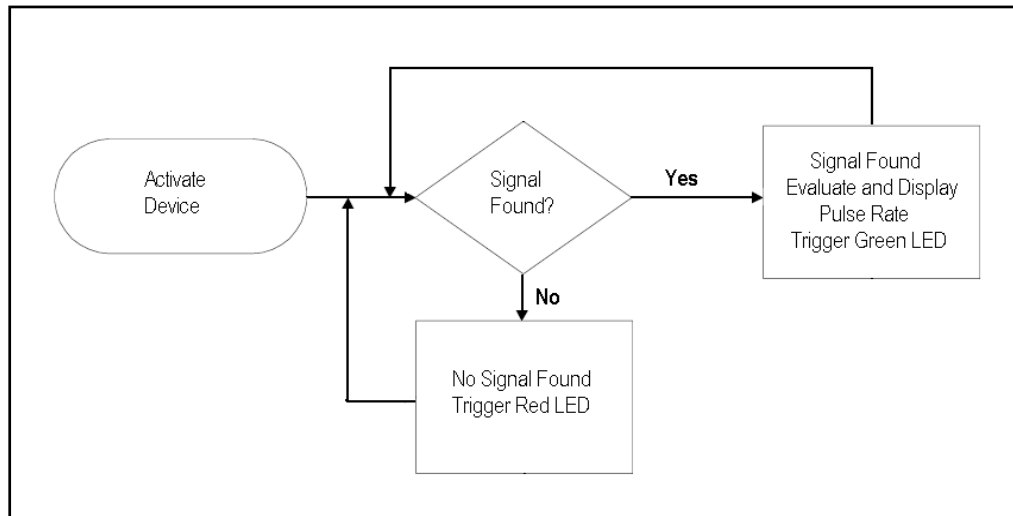 Activate
Device
Signal
Found?
Yes
Signal Found
Evaluate and Display
Pulse Rate
Trigger Green LED
No
No Signal Found
Trigger Red LED